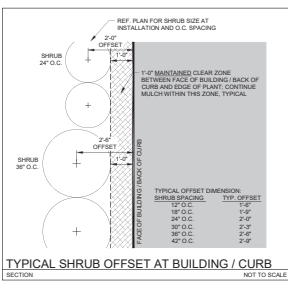 REF. PLAN FOR SHRUB SIZE AT
INSTALLATION AND O.C. SPACING
2'-0"
OFFSET
SHRUB
24" O.C.
1'-0"
1'-0" MAINTAINED CLEAR ZONE
BETWEEN FACE OF BUILDING / BACK OF
CURB AND EDGE OF PLANT; CONTINUE
MULCH WITHIN THIS ZONE, TYPICAL
2'-6"
OFFSET
SHRUB
36" O.C.
1'-0"
FACE OF BUILDING / BACK OF CURB
TYPICAL OFFSET DIMENSION:
SHRUB SPACING TYP. OFFSET
12" O.C. 1'-6"
18" O.C. 1'-9"
24" O.C. 2'-0"
30" O.C. 2'-3"
36" O.C. 2'-6"
42" O.C. 2'-9"
TYPICAL SHRUB OFFSET AT BUILDING / CURB
SECTION NOT TO SCALE